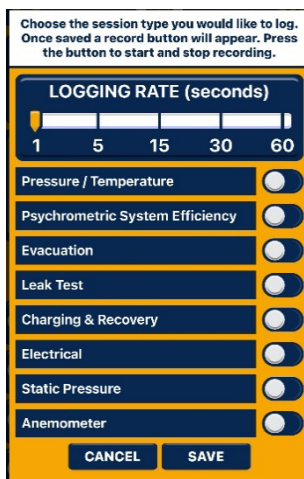 Choose the session type you would like to log.
Once saved a record button will appear. Press
the button to start and stop recording.
LOGGING RATE (seconds)
1 5 15 30 60
Pressure / Temperature
Psychrometric System Efficiency
Evacuation
Leak Test
Charging & Recovery
Electrical
Static Pressure
Anemometer
CANCEL SAVE